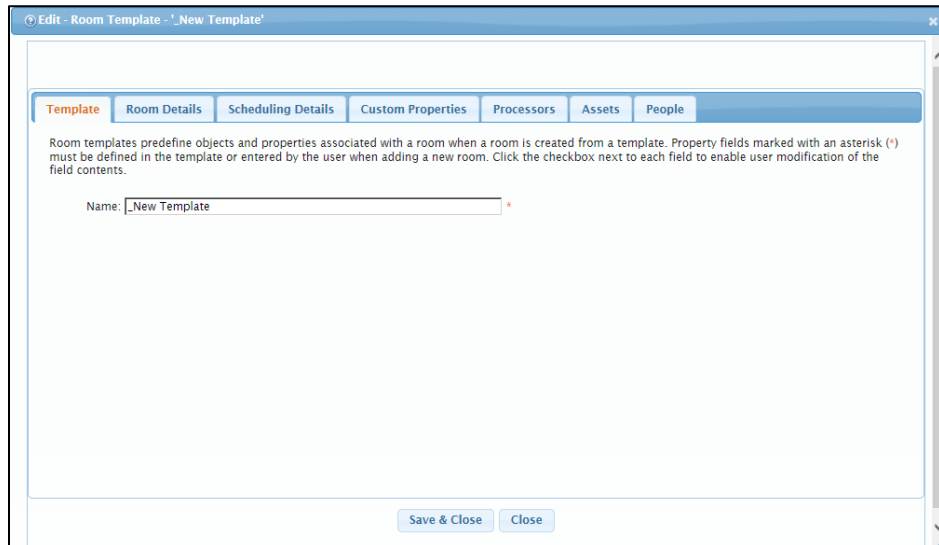 Edit - Room Template - '_New Template'
Template Room Details Scheduling Details Custom Properties Processors Assets People
Room templates predefine objects and properties associated with a room when a room is created from a template. Property fields marked with an asterisk (*)
must be defined in the template or entered by the user when adding a new room. Click the checkbox next to each field to enable user modification of the
field contents.
Name: _New Template *
Save & Close Close